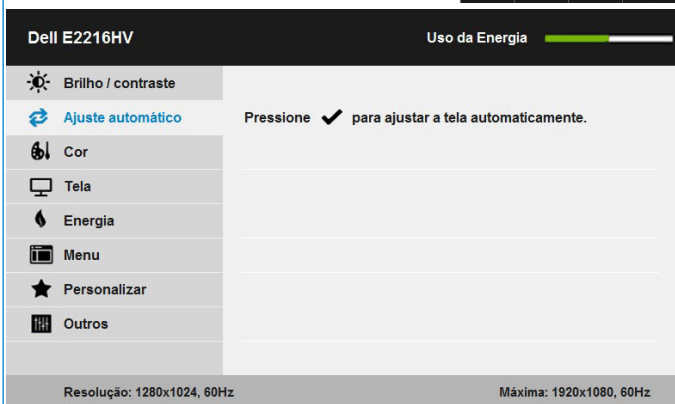 Dell E2216HV Uso da Energia
Brilho / contraste
Ajuste automático Pressione para ajustar a tela automaticamente.
Cor
Tela
Energia
Menu
Personalizar
Outros
Resolução: 1280x1024, 60Hz Máxima: 1920x1080, 60Hz